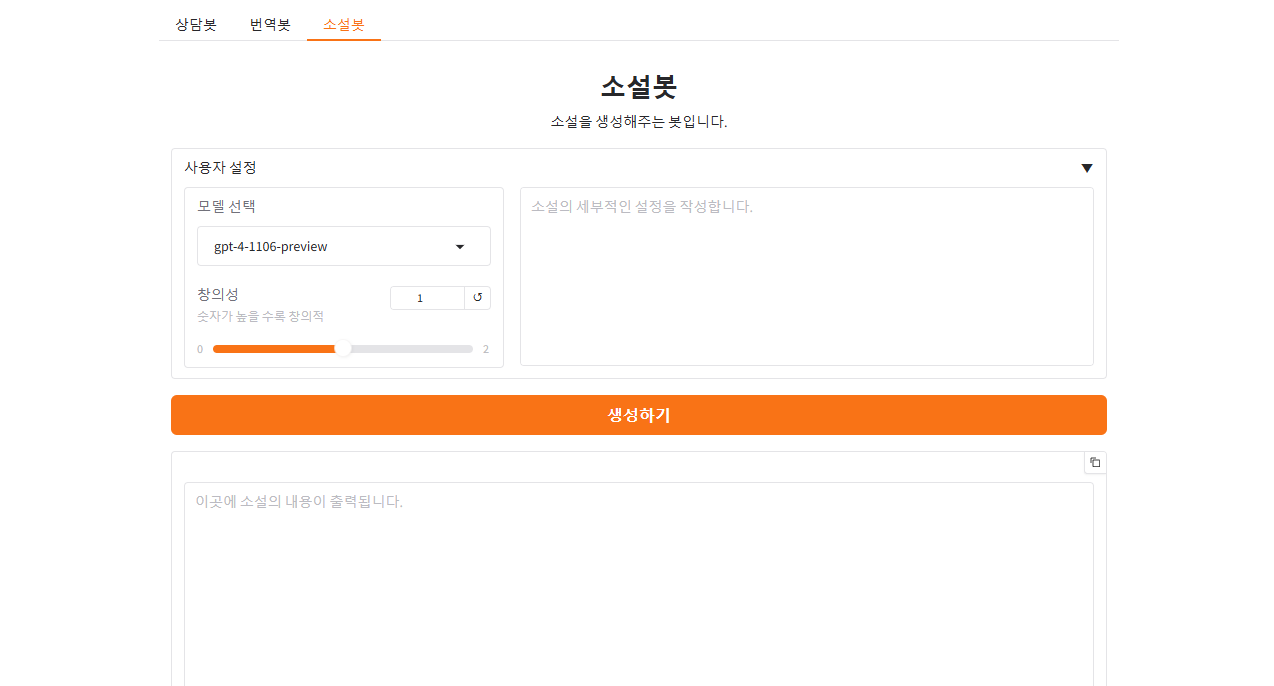 상담봇 번역봇 소설봇
소설봇
소설을 생성해주는 봇입니다.
사용자 설정
모델 선택
gpt-4-1106-preview
창의성
1
숫자가 높을 수록 창의적
0 2
소설의 세부적인 설정을 작성합니다.
생성하기
이곳에 소설의 내용이 출력됩니다.